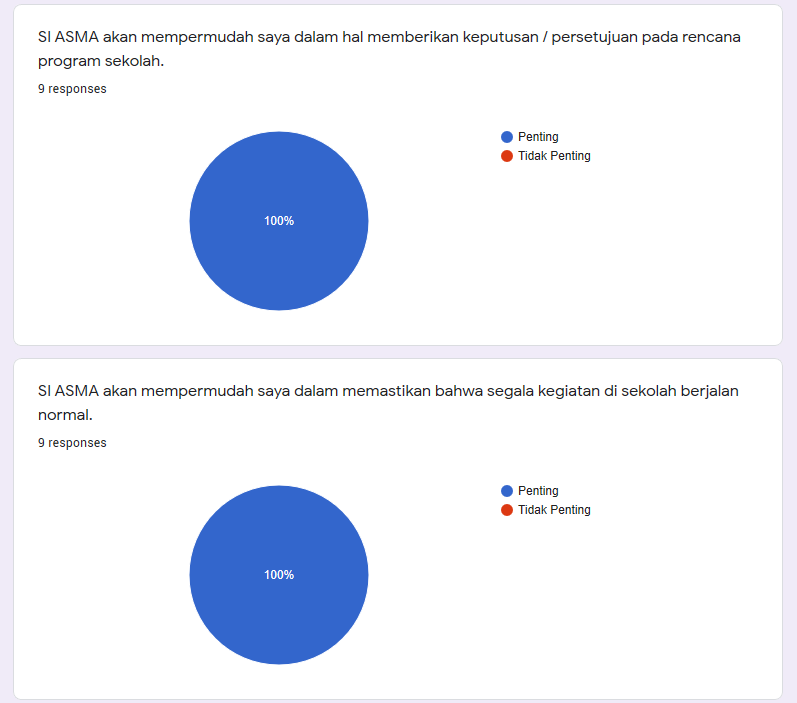 SI ASMA akan mempermudah saya dalam hal memberikan keputusan / persetujuan pada rencana
program sekolah.
9 responses
Penting
Tidak Penting
100%
SI ASMA akan mempermudah saya dalam memastikan bahwa segala kegiatan di sekolah berjalan
normal.
9 responses
Penting
Tidak Penting
100%